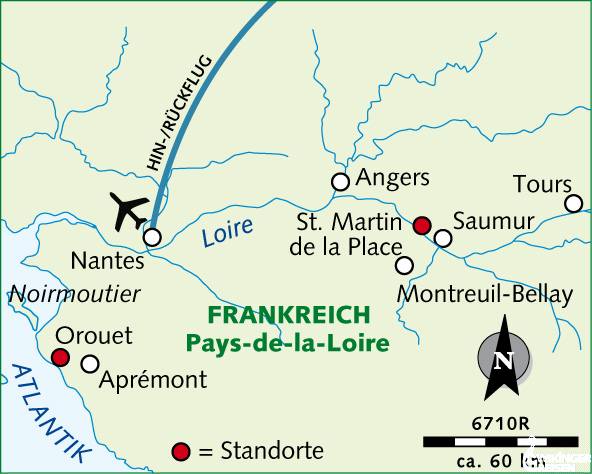 HIN-/RÜCKFLUG
Angers
Tours
Loire
St. Martin
de la Place
Saumur
Nantes
Noirmoutier
Montreuil-Bellay
FRANKREICH
Pays-de-la-Loire
Orouet
Aprémont
ATLANTIK
N
6710R
= Standorte
ca. 60 km